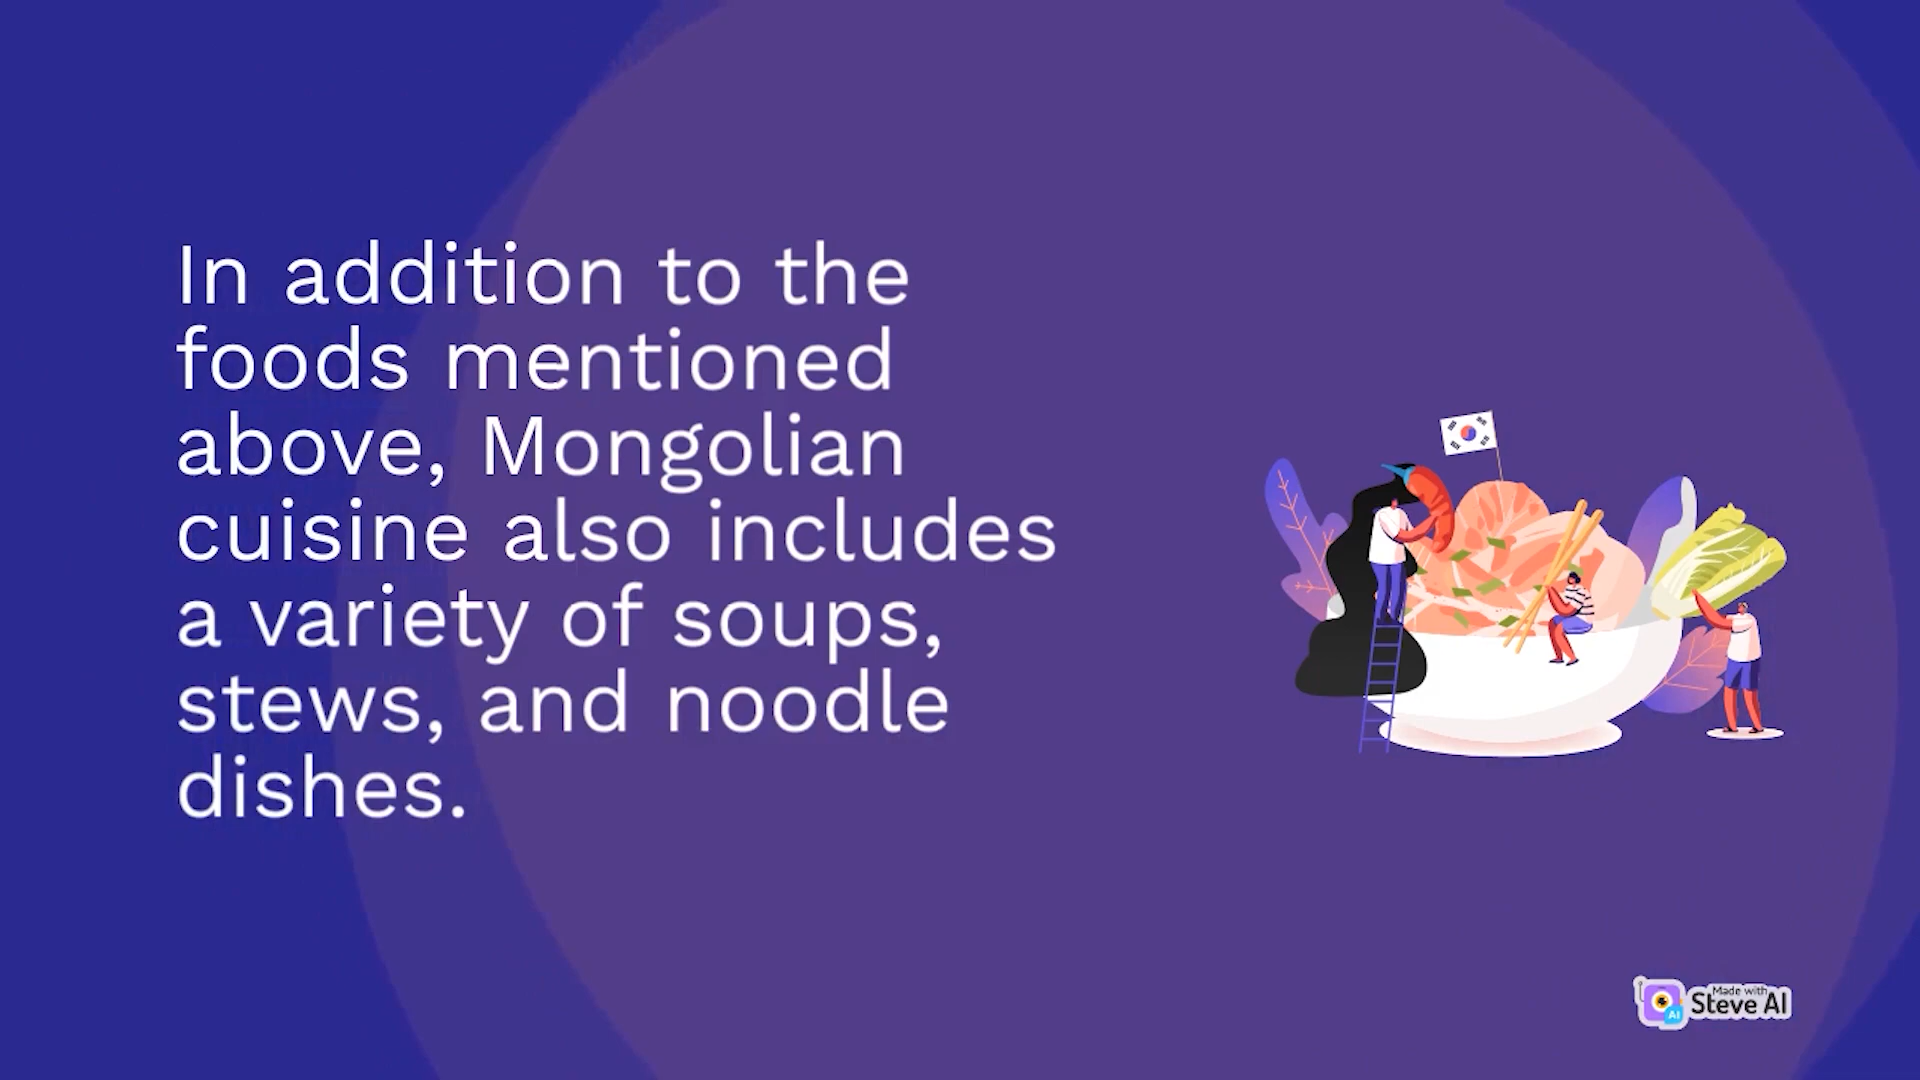 In addition to the
foods mentioned
above, Mongolian
cuisine also includes
a variety of soups,
stews, and noodle
dishes.
Made with
Steve AI
AI